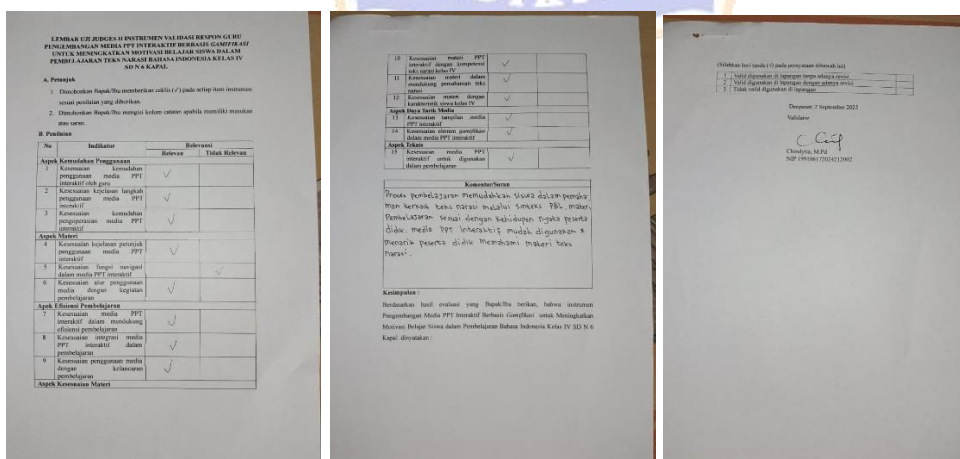 LEMBAR UJI JUDGES II INSTRUMEN VALIDASI RESPON GURU
PENGEMBANGAN MEDIA PPT INTERAKTIF BERBASIS GAMIFIKASI
UNTUK MENINGKATKAN MOTIVASI BELAJAR SISWA DALAM
PEMBELAJARAN TEKS NARASI BAHASA INDONESIA KELAS IV
SD N 6 KAPAL
A. Petunjuk
1. Dimohonkan Bapak/Ibu memberikan ceklis (✓) pada setiap item instrumen
sesuai penilaian yang diberikan.
2. Dimohonkan Bapak/Ibu mengisi kolom catatan apabila memiliki masukan
atau saran.
B. Penilaian
No Indikator Relevansi
Relevan Tidak Relevan
Aspek Kemudahan Penggunaan
1 Kesesuaian kemudahan ✓
penggunaan media PPT
interaktif oleh guru
2 Kesesuaian kejelasan langkah ✓
penggunaan media PPT
interaktif
3 Kesesuaian kemudahan ✓
pengoperasian media PPT
interaktif
Aspek Materi
4 Kesesuaian kejelasan petunjuk ✓
penggunaan media PPT
interaktif
5 Kesesuaian fungsi navigasi ✓
dalam media PPT interaktif
6 Kesesuaian alur penggunaan ✓
media dengan kegiatan
pembelajaran
Apek Efisiensi Pembelajaran
7 Kesesuaian media PPT ✓
interaktif dalam mendukung
efisiensi pembelajaran
8 Kesesuaian integrasi media ✓
PPT interaktif dalam
pembelajaran
9 Kesesuaian penggunaan media ✓
dengan kelancaran
pembelajaran
Aspek Kesesuaian Materi
10 Kesesuaian materi PPT ✓
interaktif dengan kompetensi
teks narasi kelas IV
11 Kesesuaian materi dalam ✓
mendukung pemahaman teks
narasi
12 Kesesuaian materi dengan ✓
karakteristik siswa kelas IV
Aspek Daya Tarik Media
13 Kesesuaian tampilan media ✓
PPT interaktif
14 Kesesuaian elemen gamifikasi ✓
dalam media PPT interaktif
Aspek Teknis
15 Kesesuaian media PPT ✓
interaktif untuk digunakan
dalam pembelajaran
Komentar/Saran
Proses pembelajaran memudahkan siswa dalam pemaha
man terkait teks narasi melalui sinteks PBL, materi
Pembelajaran sesuai dengan kehidupan nyata peserta
didik, media PPT Interaktif mudah digunakan &
menarik peserta didik memahami materi teks
narasi.
Kesimpulan :
Berdasarkan hasil evaluasi yang Bapak/Ibu berikan, bahwa instrumen
Pengembangan Media PPT Interaktif Berbasis Gamifikasi untuk Meningkatkan
Motivasi Belajar Siswa dalam Pembelajaran Bahasa Indonesia Kelas IV SD N 6
Kapal dinyatakan :
(Silahkan beri tanda (✓) pada pernyataan dibawah ini)
1 Valid digunakan di lapangan tanpa adanya revisi
2 Valid digunakan di lapangan dengan adanya revisi
3 Tidak valid digunakan di lapangan
Denpasar, 7 September 2025
Validator
M.Pd